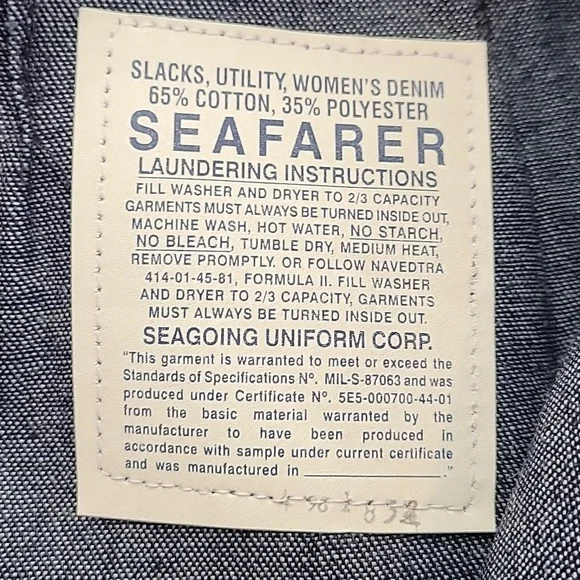 SLACKS, UTILITY, WOMEN'S DENIM
65% COTTON, 35% POLYESTER
SEAFARER
LAUNDERING INSTRUCTIONS
FILL WASHER AND DRYER TO 2/3 CAPACITY
GARMENTS MUST ALWAYS BE TURNED INSIDE OUT,
MACHINE WASH, HOT WATER, NO STARCH,
NO BLEACH, TUMBLE DRY, MEDIUM HEAT,
REMOVE PROMPTLY. OR FOLLOW NAVEDTRA
414-01-45-81, FORMULA II. FILL WASHER
AND DRYER TO 2/3 CAPACITY, GARMENTS
MUST ALWAYS BE TURNED INSIDE OUT.
SEAGOING UNIFORM CORP.
"This garment is warranted to meet or exceed the
Standards of Specifications Nº. MIL-S-87063 and was
produced under Certificate Nº. 5E5-000700-44-01
from the basic material warranted by the
manufacturer to have been produced in
accordance with sample under current certificate
and was manufactured in ____________________."